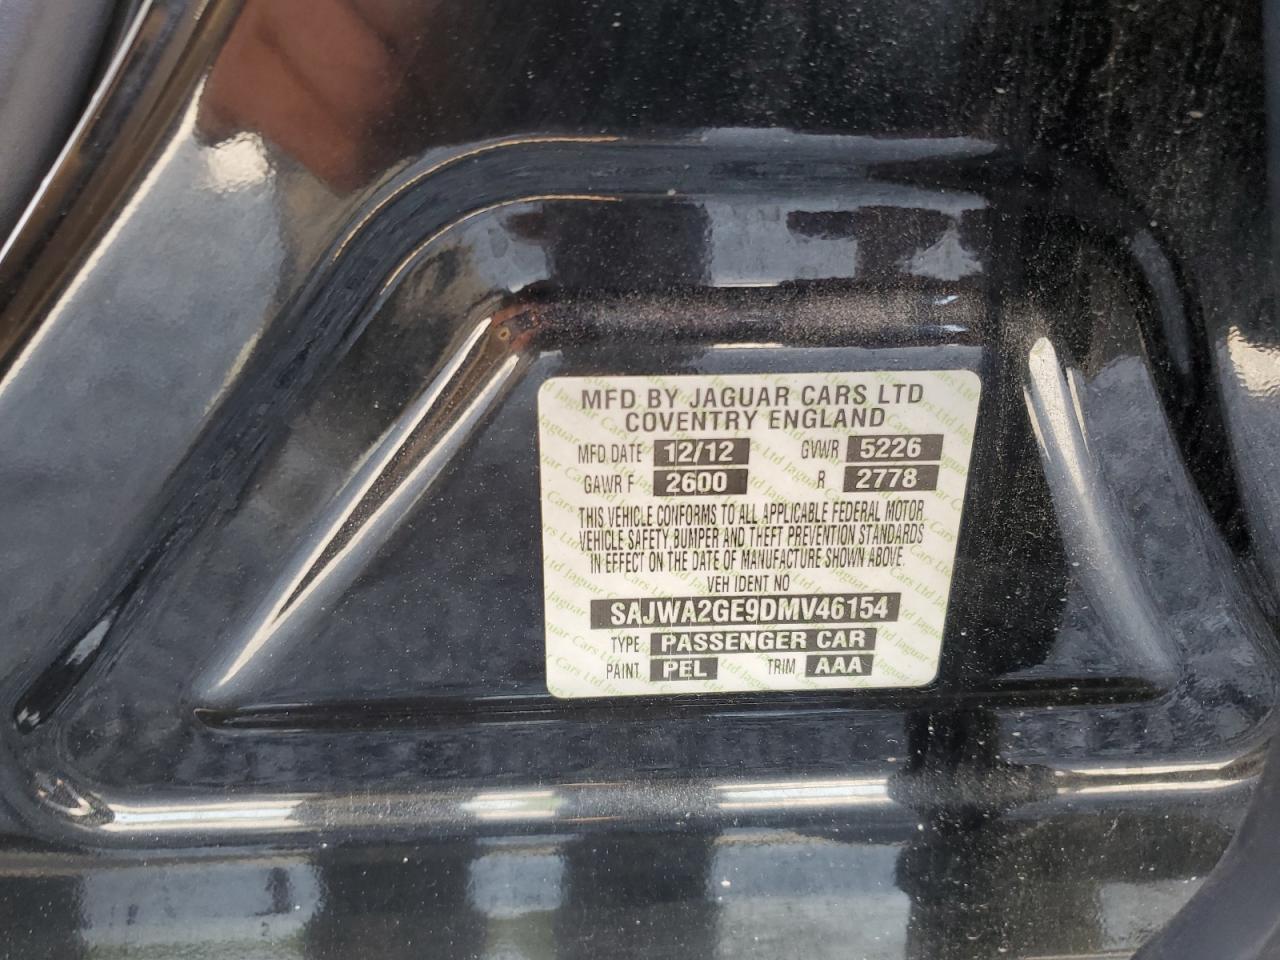 MFD BY JAGUAR CARS LTD
COVENTRY ENGLAND
MFD DATE 12/12 GVWR 5226
GAWR F 2600 R 2778
THIS VEHICLE CONFORMS TO ALL APPLICABLE FEDERAL MOTOR
VEHICLE SAFETY BUMPER AND THEFT PREVENTION STANDARDS
IN EFFECT ON THE DATE OF MANUFACTURE SHOWN ABOVE.
VEH IDENT NO
SAJWA2GE9DMV46154
TYPE PASSENGER CAR
PAINT PEL TRIM AAA